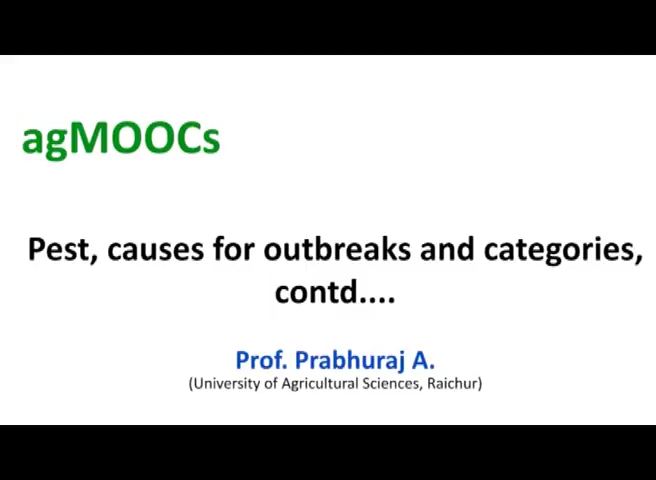 agMOOCs
Pest, causes for outbreaks and categories,
contd....
Prof. Prabhuraj A.
(University of Agricultural Sciences, Raichur)